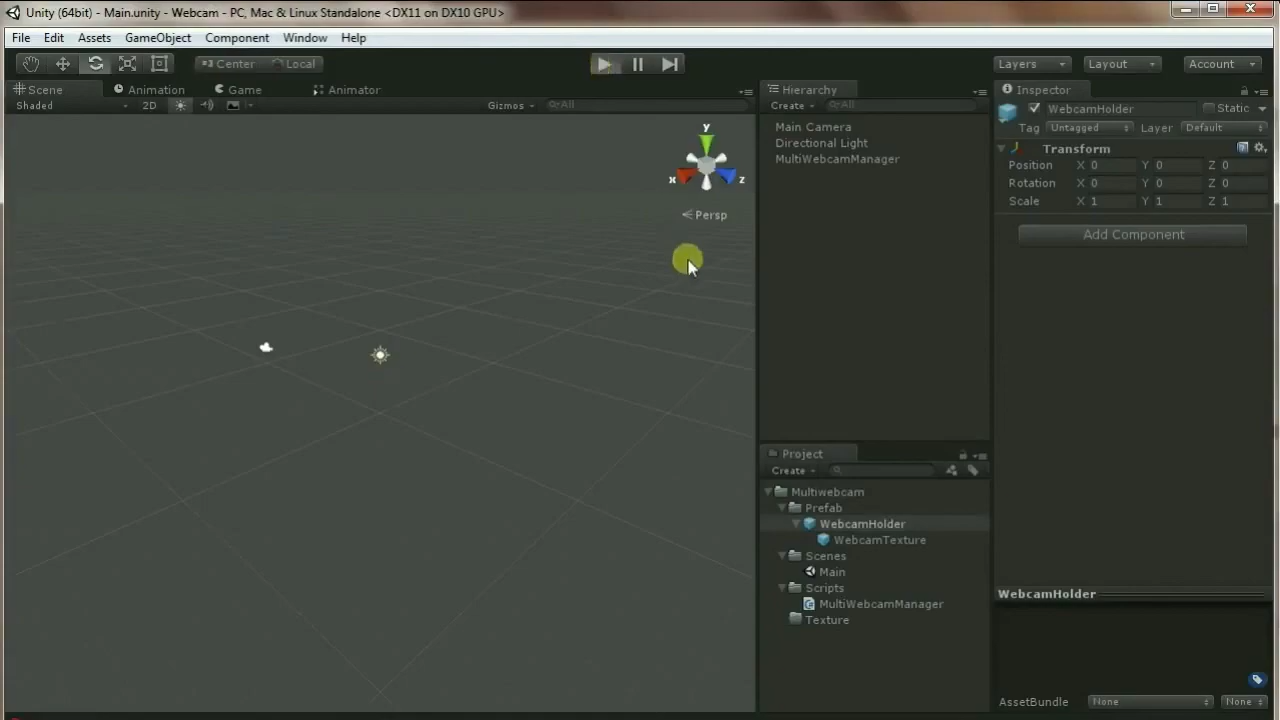 Unity (64bit) - Main.unity - Webcam - PC, Mac & Linux Standalone <DX11 on DX10 GPU>
File Edit Assets GameObject Component Window Help
Center Local
Layers Layout Account
Scene Animation Game Animator
Shaded 2D Gizmos All
y
x z
Persp
Hierarchy
Create All
Main Camera
Directional Light
MultiWebcamManager
Project
Create
Multiwebcam
Prefab
WebcamHolder
WebcamTexture
Scenes
Main
Scripts
MultiWebcamManager
Texture
Inspector
WebcamHolder Static
Tag Untagged Layer Default
Transform
Position X 0 Y 0 Z 0
Rotation X 0 Y 0 Z 0
Scale X 1 Y 1 Z 1
Add Component
WebcamHolder
AssetBundle None None